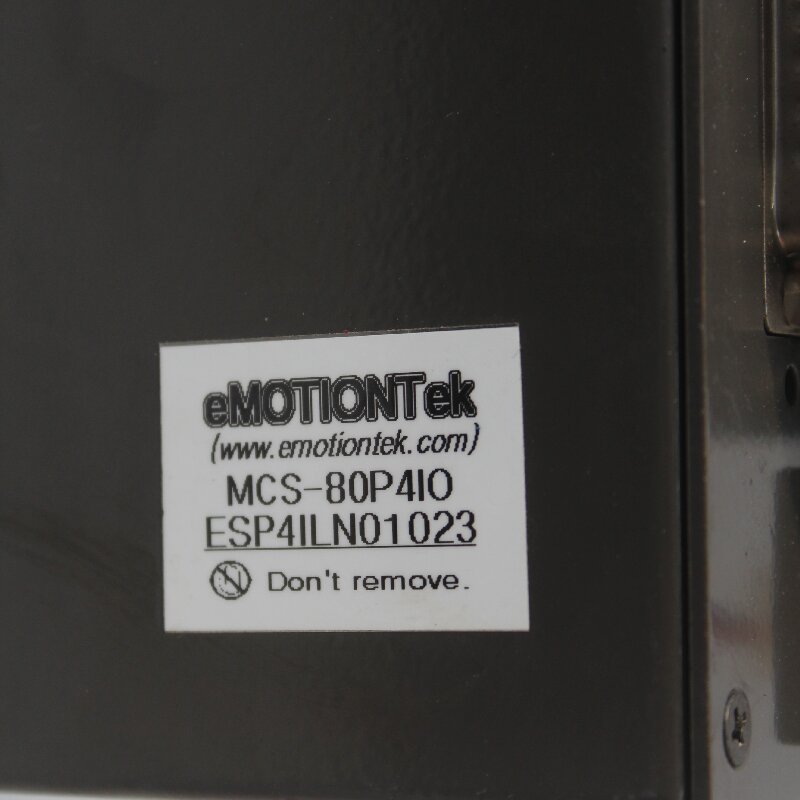 eMOTIONTek
(www.emotiontek.com)
MCS-80P4IO
ESP4ILN01023
Don't remove.